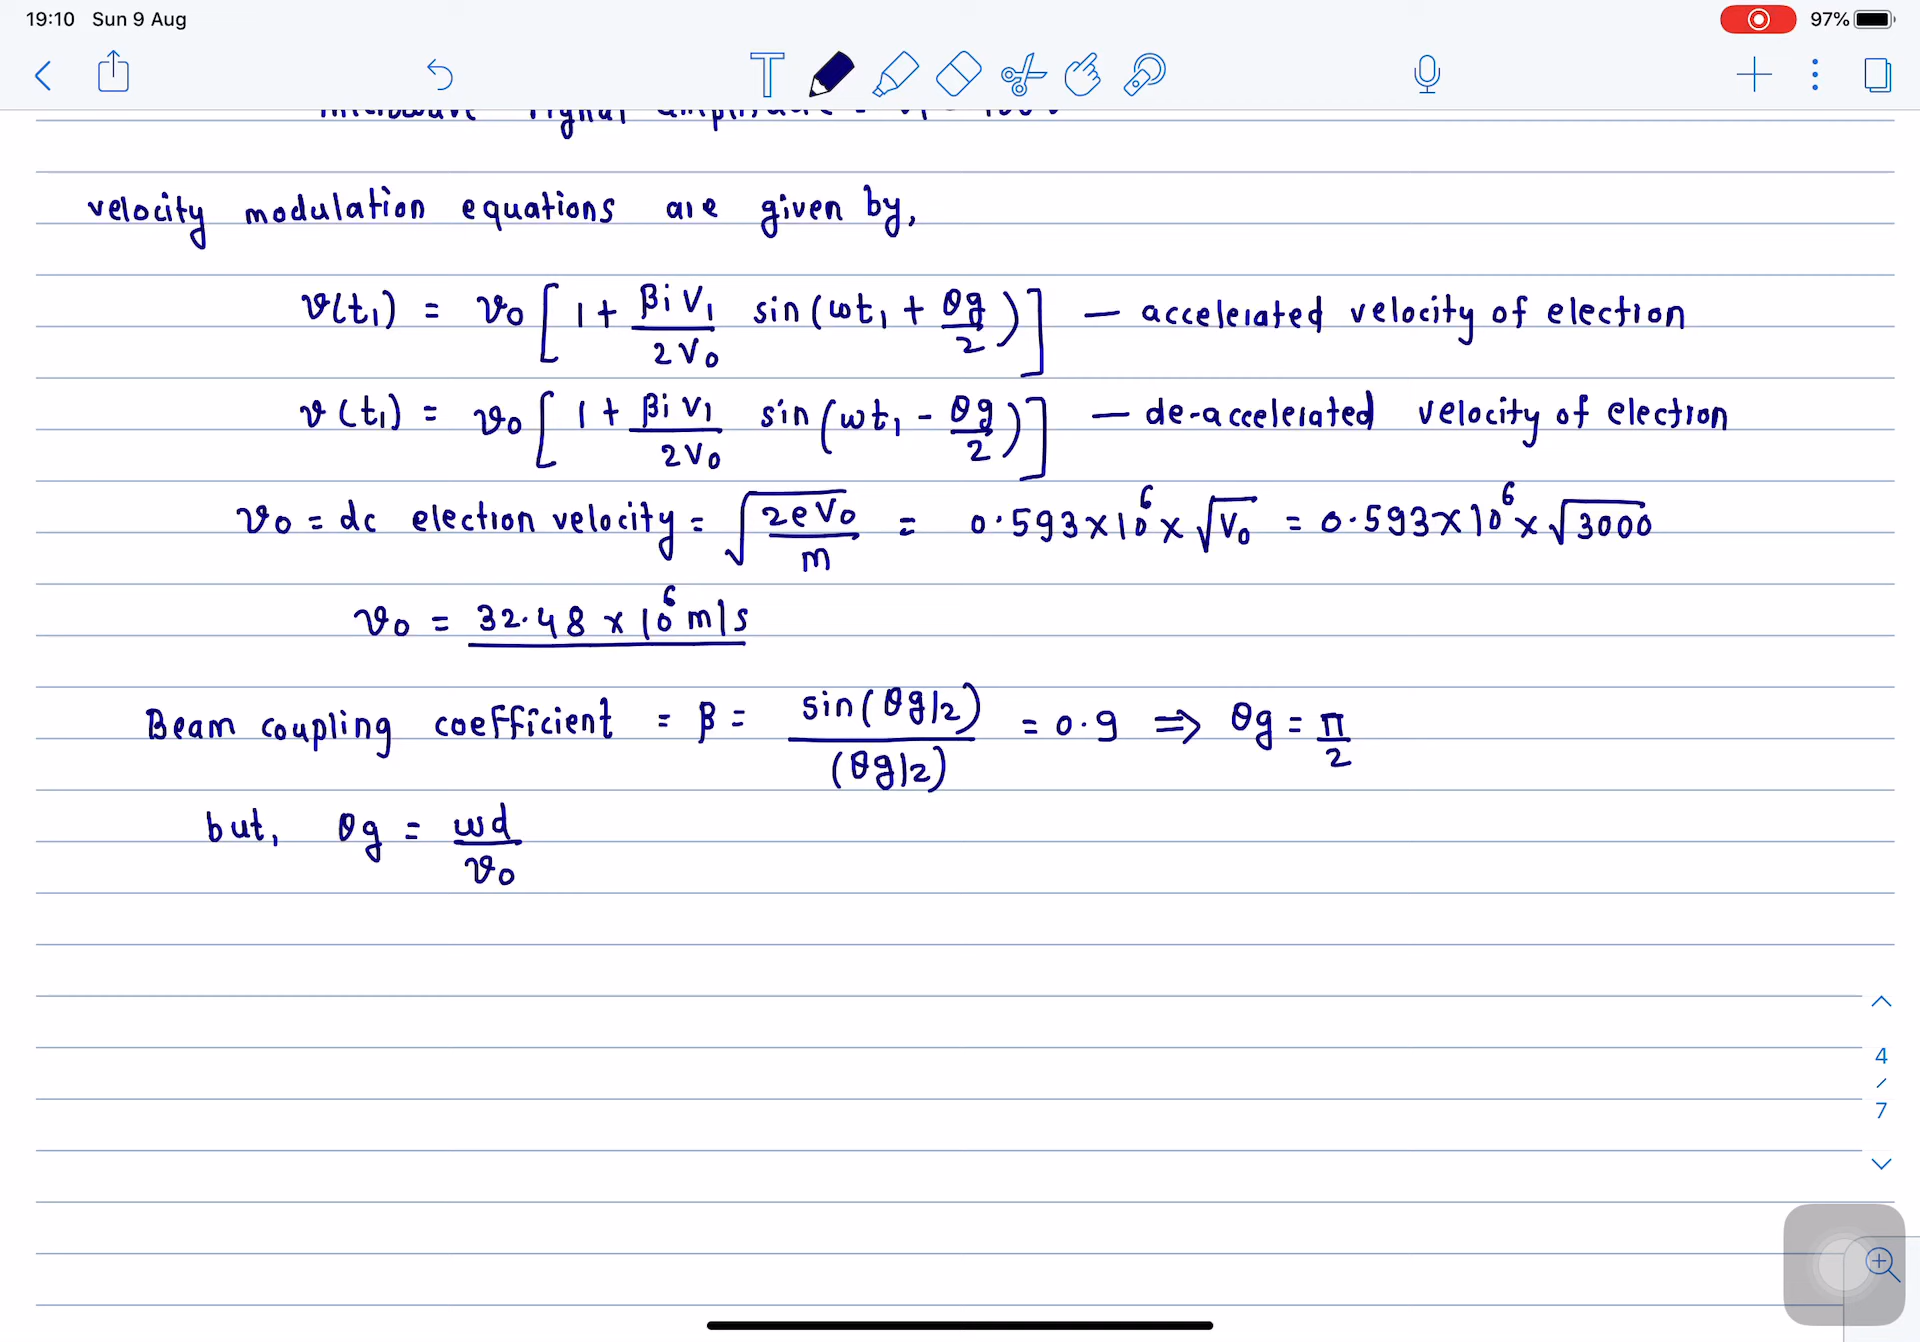 19:10 Sun 9 Aug 97%
T
microwave signal amplitude = V₁ =
velocity modulation equations are given by,
v(t₁) = v₀ [1 + βi V₁ / 2V₀ sin(ωt₁ + θg/2)] — accelerated velocity of electron
v(t₁) = v₀ [1 + βi V₁ / 2V₀ sin(ωt₁ - θg/2)] — de-accelerated velocity of electron
v₀ = dc electron velocity = √(2eV₀ / m) = 0.593×10⁶ × √V₀ = 0.593×10⁶ × √3000
v₀ = 32.48 × 10⁶ m/s
Beam coupling coefficient = β = sin(θg/2) / (θg/2) = 0.9 ⇒ θg = π/2
but, θg = ωd / v₀
4
/
7